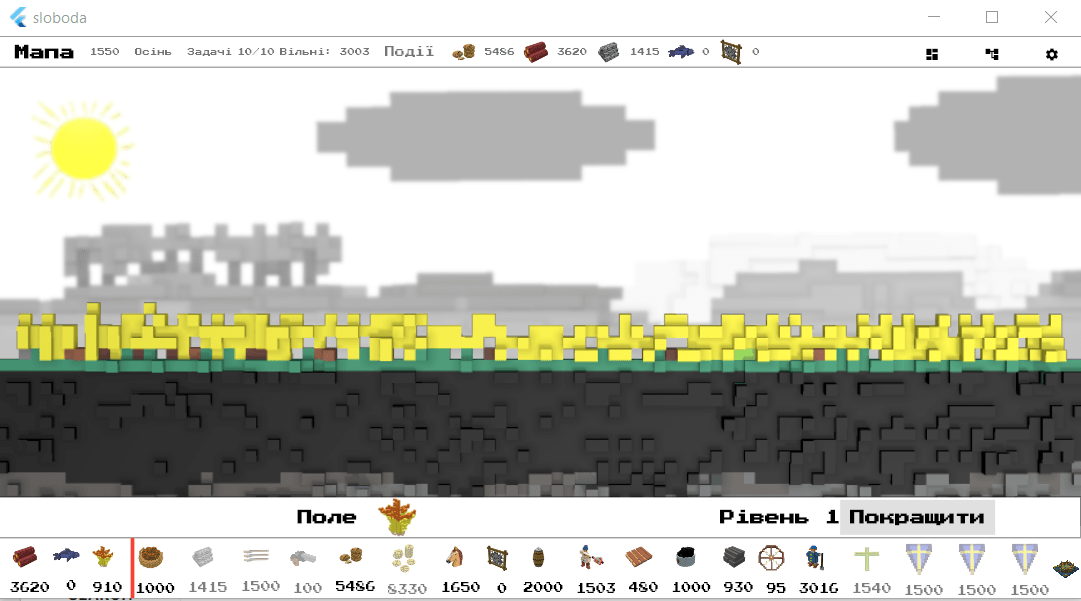 sloboda
Мапа 1550 Осінь Задачі 10/10 Вільні: 3003 Події 5486 3620 1415 0 0
Поле Рівень 1 Покращити
3620 0 910 1000 1415 1500 100 5486 8330 1650 0 2000 1503 480 1000 930 95 3016 1540 1500 1500 1500